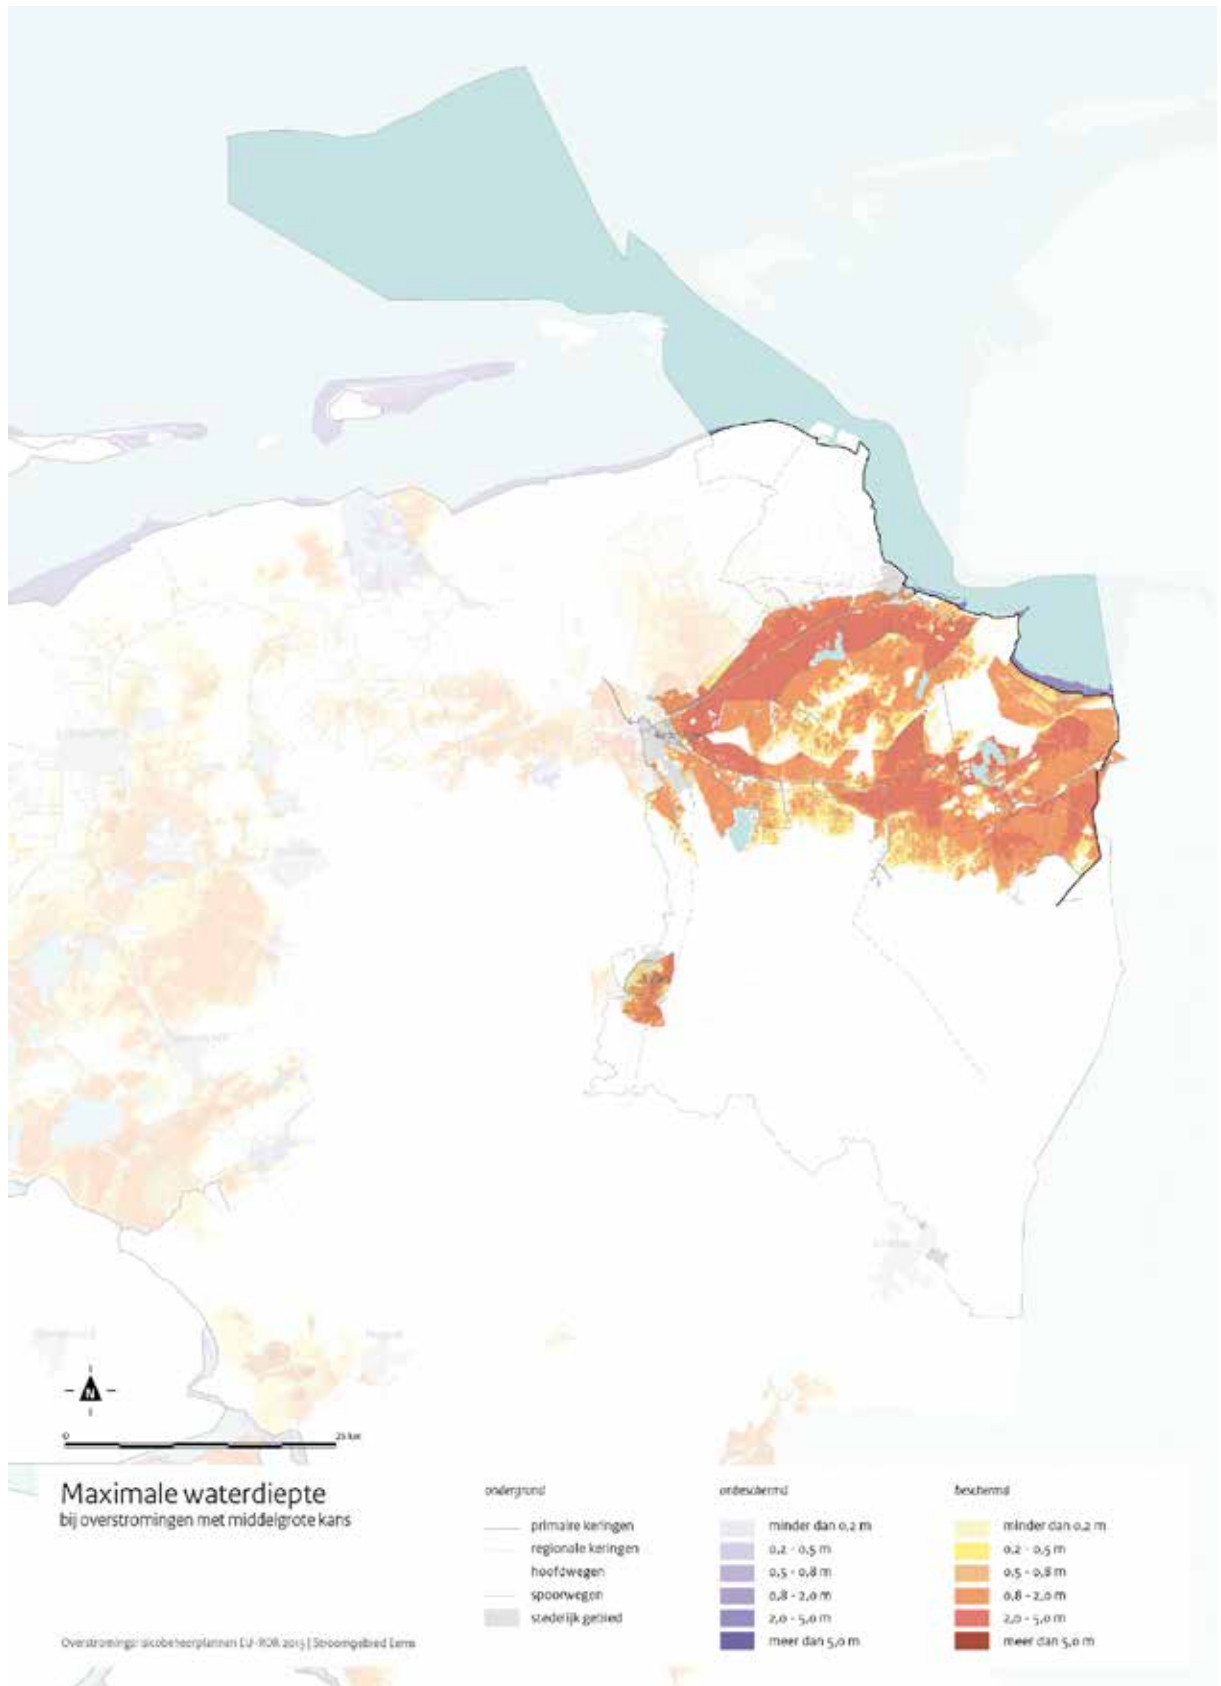 N
0
25 km
Maximale waterdiepte
bij overstromingen met middelgrote kans
ondergrond
primaire keringen
regionale keringen
hoofdwegen
spoorwegen
stedelijk gebied
onbeschermd
minder dan 0,2 m
0,2 - 0,5 m
0,5 - 0,8 m
0,8 - 2,0 m
2,0 - 5,0 m
meer dan 5,0 m
beschermd
minder dan 0,2 m
0,2 - 0,5 m
0,5 - 0,8 m
0,8 - 2,0 m
2,0 - 5,0 m
meer dan 5,0 m
Overstromingsrisicobeheerplannen EU-ROR 2015 | Stroomgebied Eems